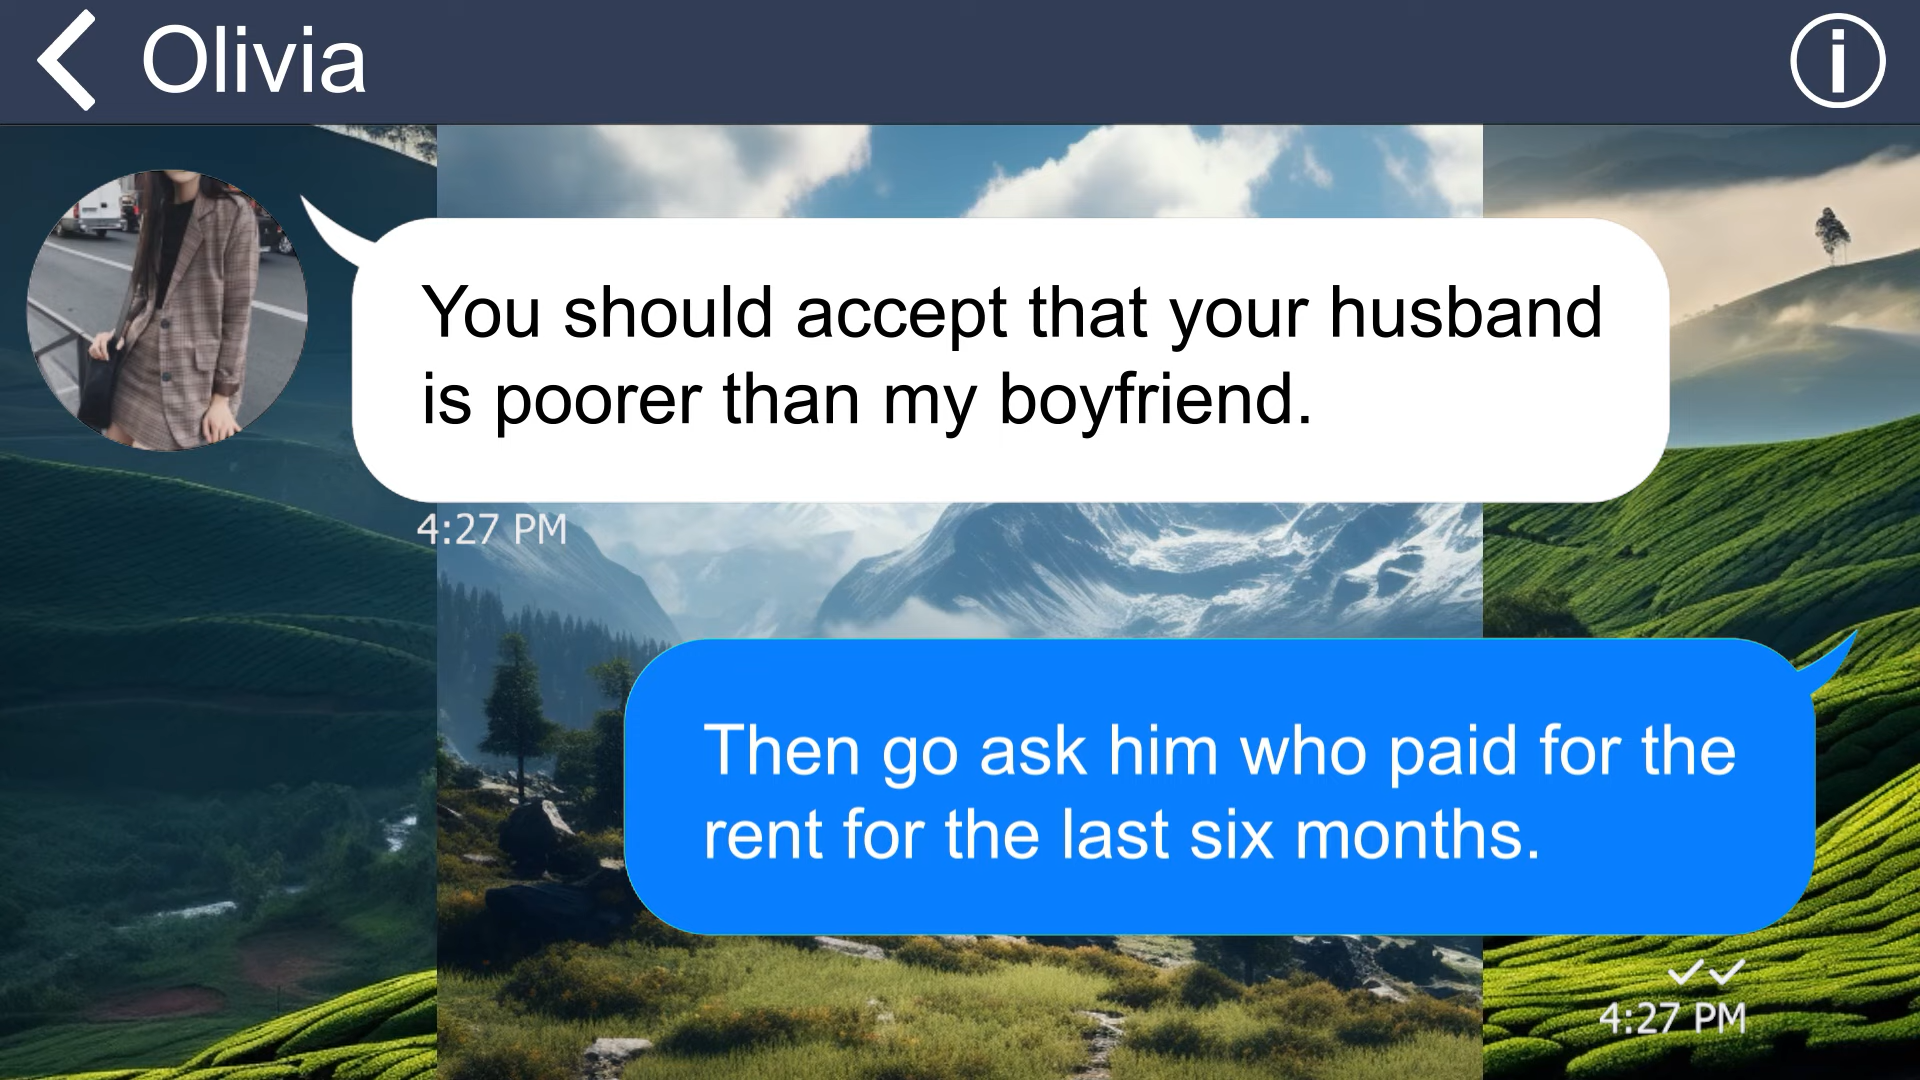 Olivia
You should accept that your husband
is poorer than my boyfriend.
4:27 PM
Then go ask him who paid for the
rent for the last six months.
4:27 PM